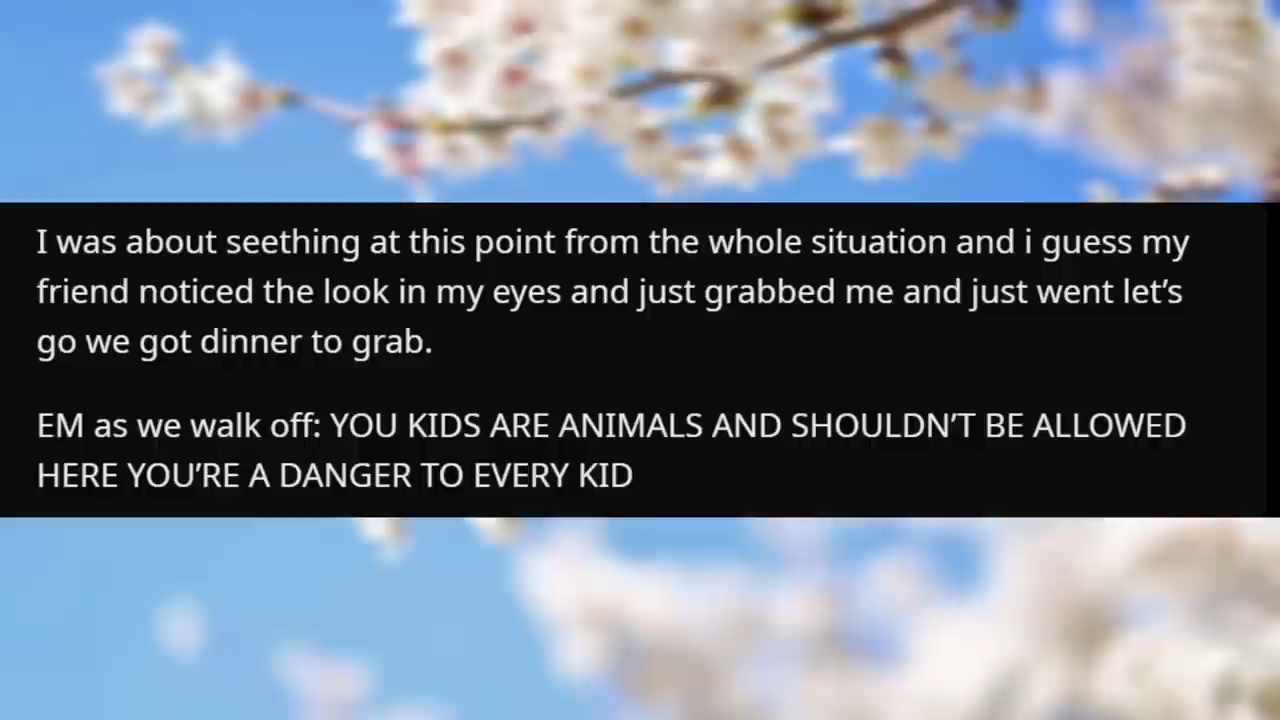 I was about seething at this point from the whole situation and i guess my
friend noticed the look in my eyes and just grabbed me and just went let’s
go we got dinner to grab.
EM as we walk off: YOU KIDS ARE ANIMALS AND SHOULDN’T BE ALLOWED
HERE YOU’RE A DANGER TO EVERY KID